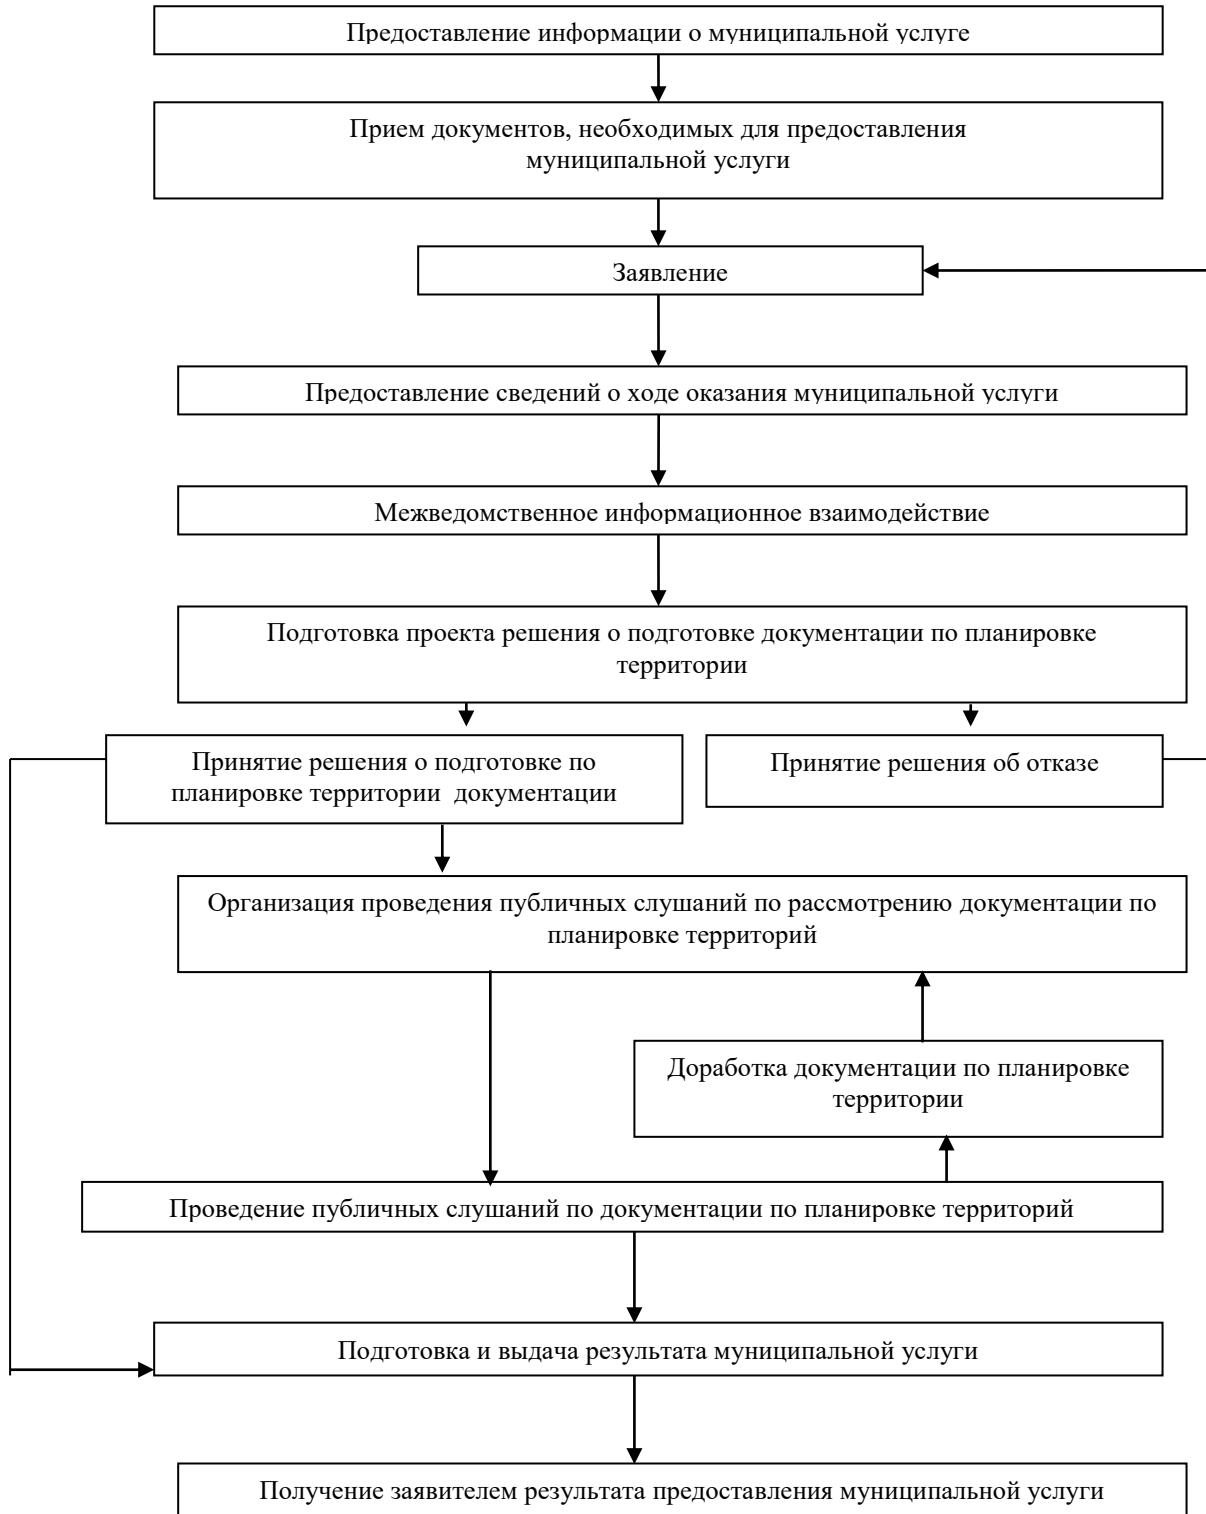 Предоставление информации о муниципальной услуге
Прием документов, необходимых для предоставления
муниципальной услуги
Заявление
Предоставление сведений о ходе оказания муниципальной услуги
Межведомственное информационное взаимодействие
Подготовка проекта решения о подготовке документации по планировке
территории
Принятие решения о подготовке по
планировке территории документации
Принятие решения об отказе
Организация проведения публичных слушаний по рассмотрению документации по
планировке территорий
Доработка документации по планировке
территории
Проведение публичных слушаний по документации по планировке территорий
Подготовка и выдача результата муниципальной услуги
Получение заявителем результата предоставления муниципальной услуги